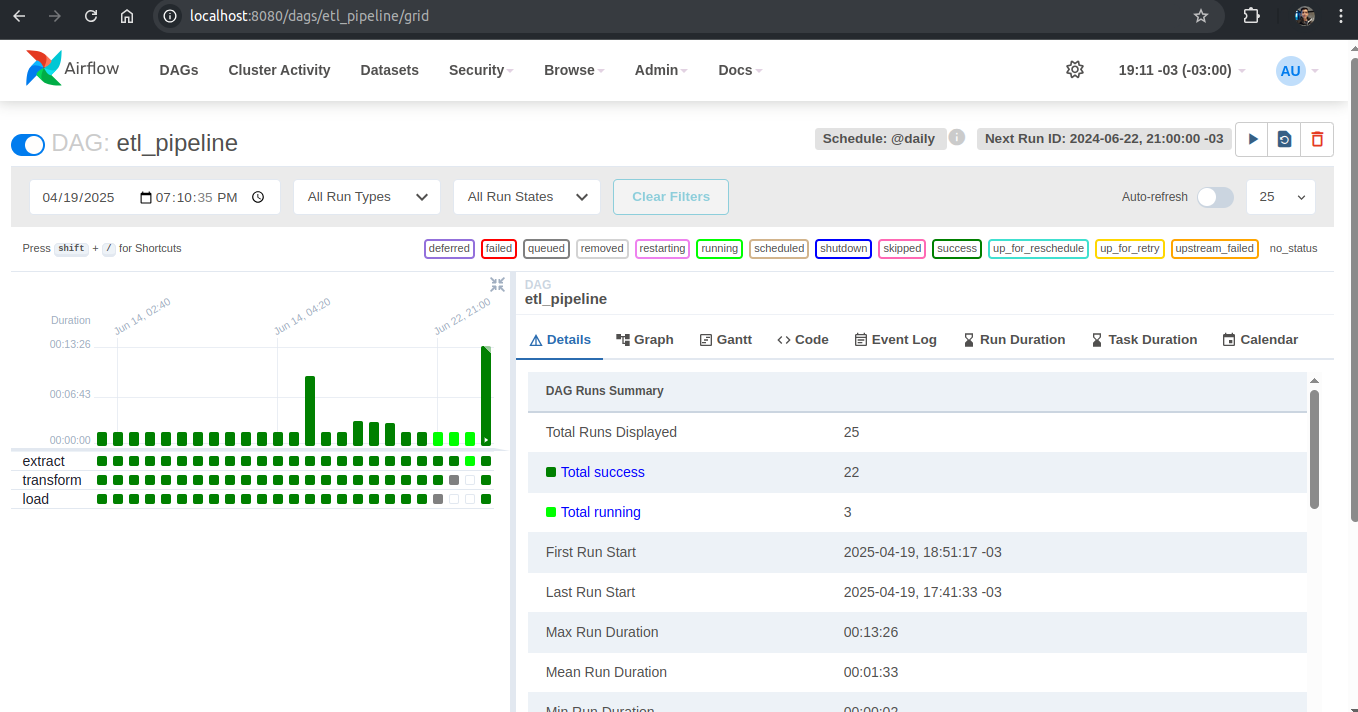 localhost:8080/dags/etl_pipeline/grid
Airflow DAGs Cluster Activity Datasets Security Browse Admin Docs 19:11 -03 (-03:00) AU
DAG: etl_pipeline Schedule: @daily i Next Run ID: 2024-06-22, 21:00:00 -03
04/19/2025 07:10:35 PM All Run Types All Run States Clear Filters Auto-refresh 25
Press shift + / for Shortcuts deferred failed queued removed restarting running scheduled shutdown skipped success up_for_reschedule up_for_retry upstream_failed no_status
Duration
Jun 14, 02:40 Jun 14, 04:20 Jun 22, 21:00
00:13:26
00:06:43
00:00:00
extract
transform
load
DAG
etl_pipeline
Details Graph Gantt Code Event Log Run Duration Task Duration Calendar
DAG Runs Summary
Total Runs Displayed 25
Total success 22
Total running 3
First Run Start 2025-04-19, 18:51:17 -03
Last Run Start 2025-04-19, 17:41:33 -03
Max Run Duration 00:13:26
Mean Run Duration 00:01:33
Min Run Duration 00:00:02